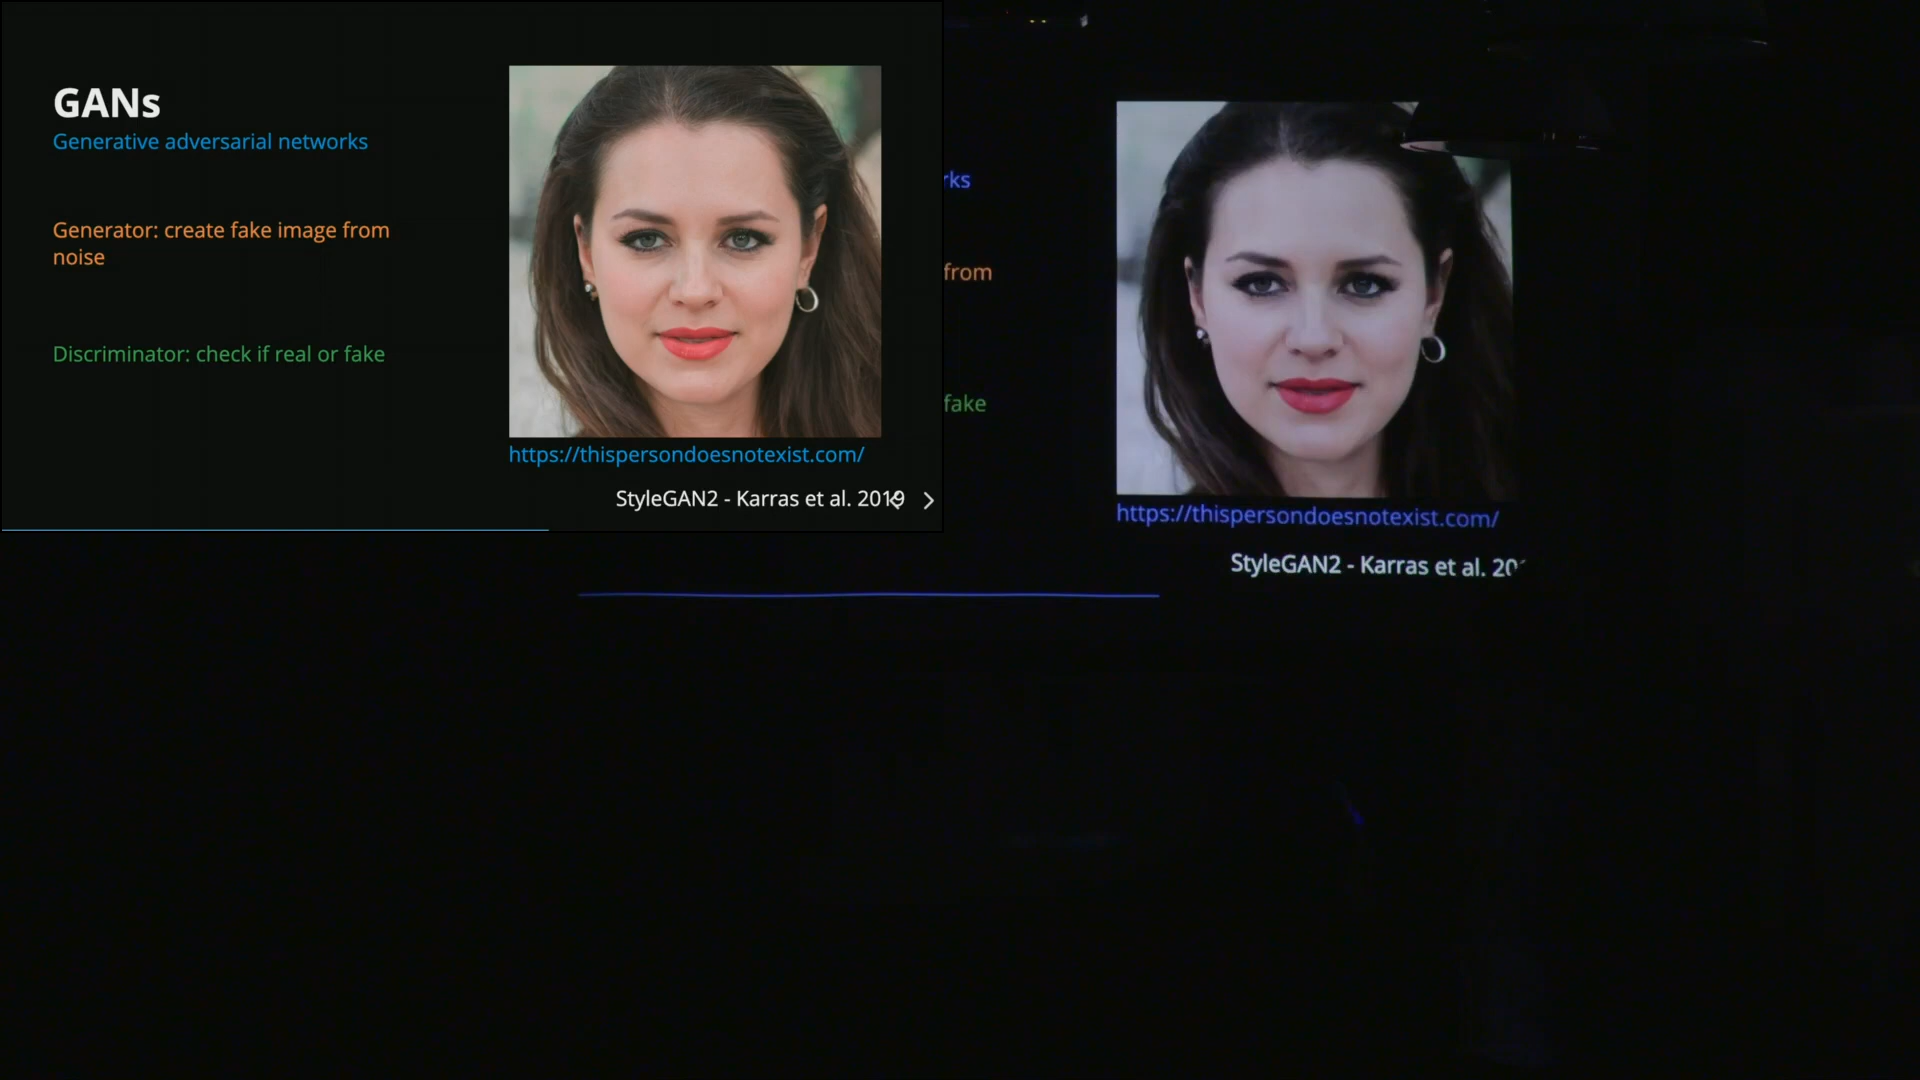 GANs
Generative adversarial networks
Generator: create fake image from
noise
Discriminator: check if real or fake
https://thispersondoesnotexist.com/
StyleGAN2 - Karras et al. 2019
from
fake
https://thispersondoesnotexist.com/
StyleGAN2 - Karras et al.